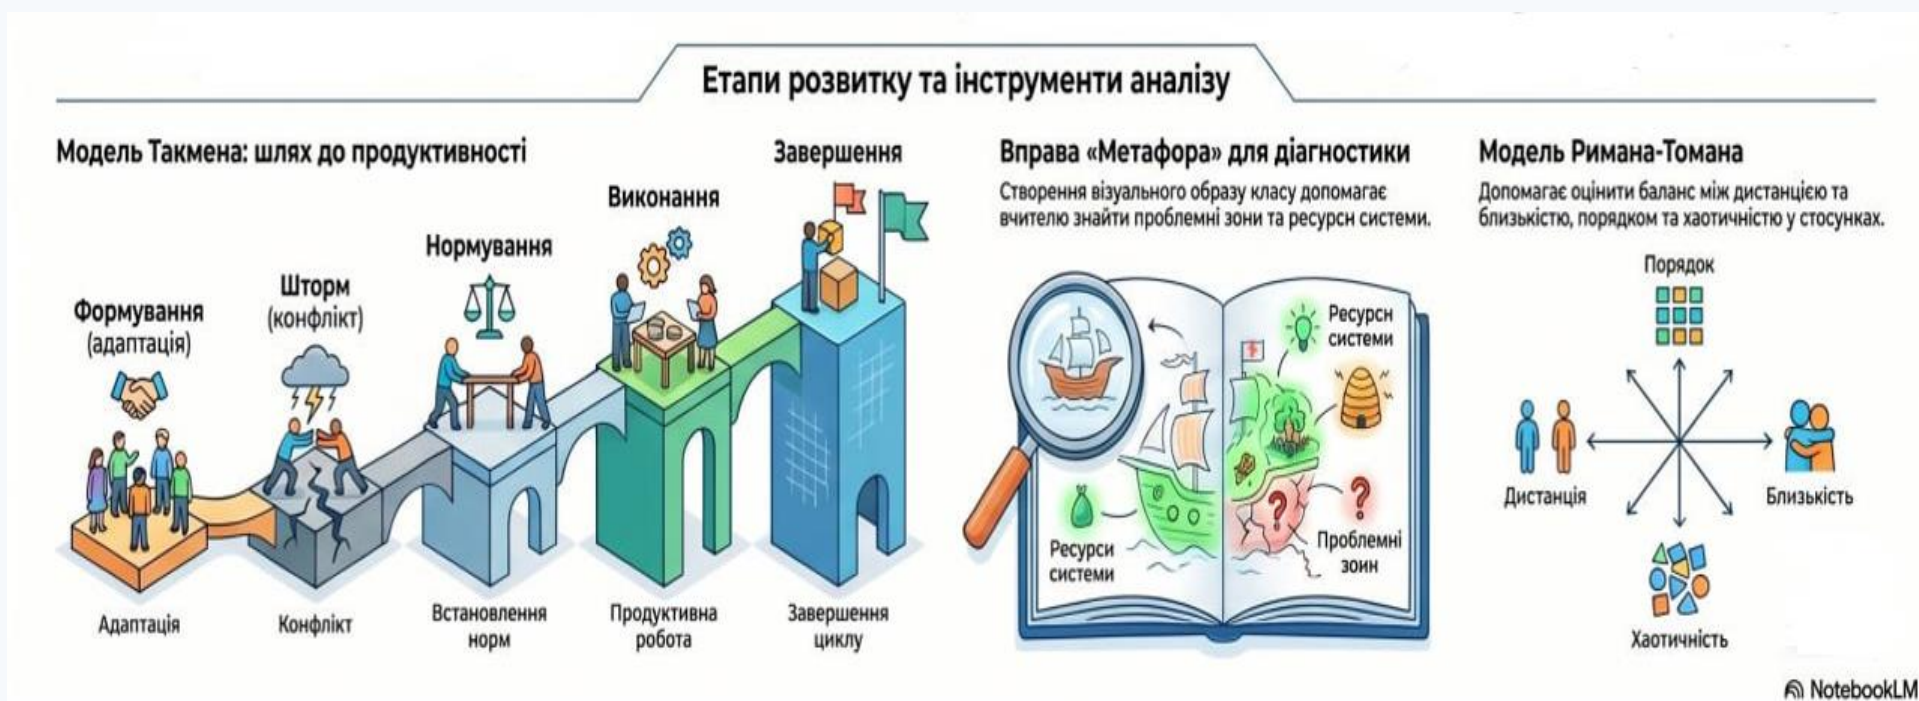 Етапи розвитку та інструменти аналізу
Модель Такмена: шлях до продуктивності
Формування
(адаптація)
Шторм
(конфлікт)
Нормування
Виконання
Завершення
Адаптація
Конфлікт
Встановлення
норм
Продуктивна
робота
Завершення
циклу
Вправа «Метафора» для діагностики
Створення візуального образу класу допомагає
вчителю знайти проблемні зони та ресурсн системи.
Ресурсн
системи
Ресурси
системи
Проблемні
зоин
Модель Римана-Томана
Допомагає оцінити баланс між дистанцією та
близькістю, порядком та хаотичністю у стосунках.
Порядок
Дистанція
Близькість
Хаотичність
NotebookLM